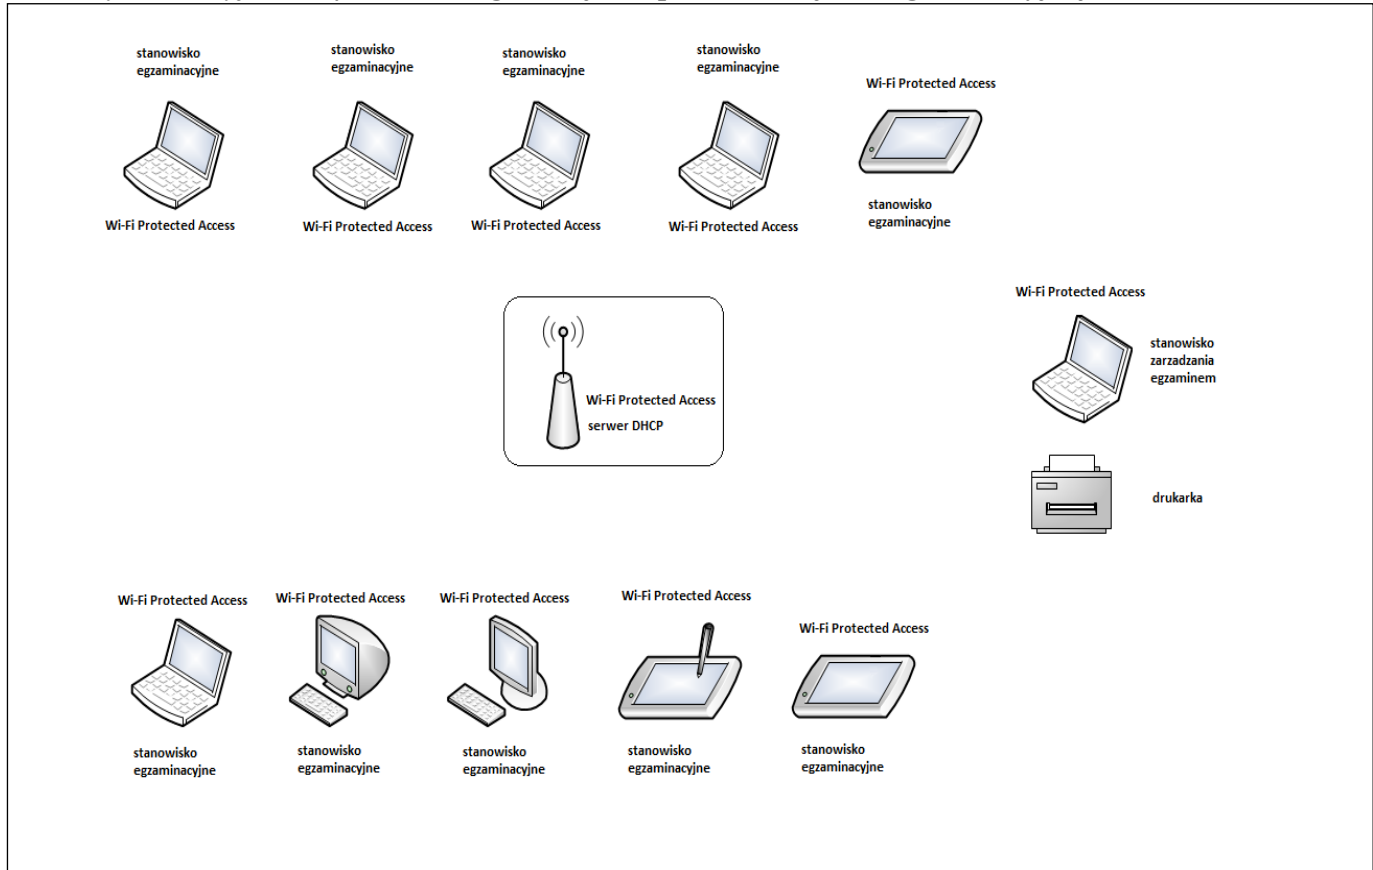 stanowisko
egzaminacyjne
stanowisko
egzaminacyjne
stanowisko
egzaminacyjne
stanowisko
egzaminacyjne
Wi-Fi Protected Access
Wi-Fi Protected Access
Wi-Fi Protected Access
Wi-Fi Protected Access
Wi-Fi Protected Access
stanowisko
egzaminacyjne
Wi-Fi Protected Access
stanowisko
zarzadzania
egzaminem
Wi-Fi Protected Access
serwer DHCP
drukarka
Wi-Fi Protected Access
Wi-Fi Protected Access
Wi-Fi Protected Access
Wi-Fi Protected Access
Wi-Fi Protected Access
stanowisko
egzaminacyjne
stanowisko
egzaminacyjne
stanowisko
egzaminacyjne
stanowisko
egzaminacyjne
stanowisko
egzaminacyjne